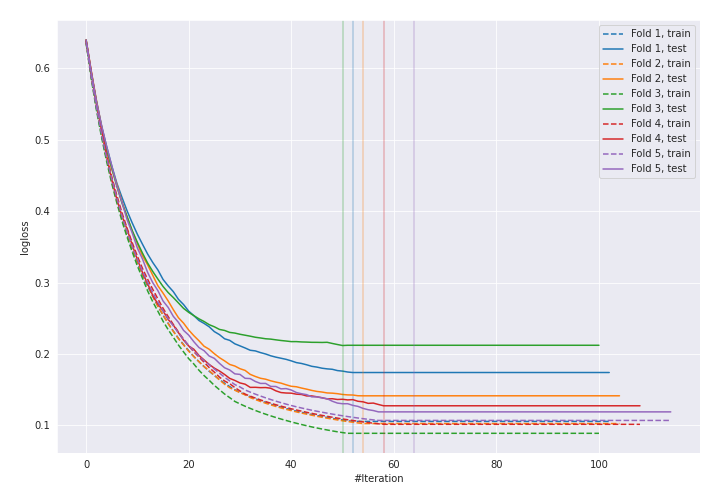 0.6
0.5
0.4
0.3
0.2
0.1
logloss
0
20
40
60
80
100
#Iteration
Fold 1, train
Fold 1, test
Fold 2, train
Fold 2, test
Fold 3, train
Fold 3, test
Fold 4, train
Fold 4, test
Fold 5, train
Fold 5, test